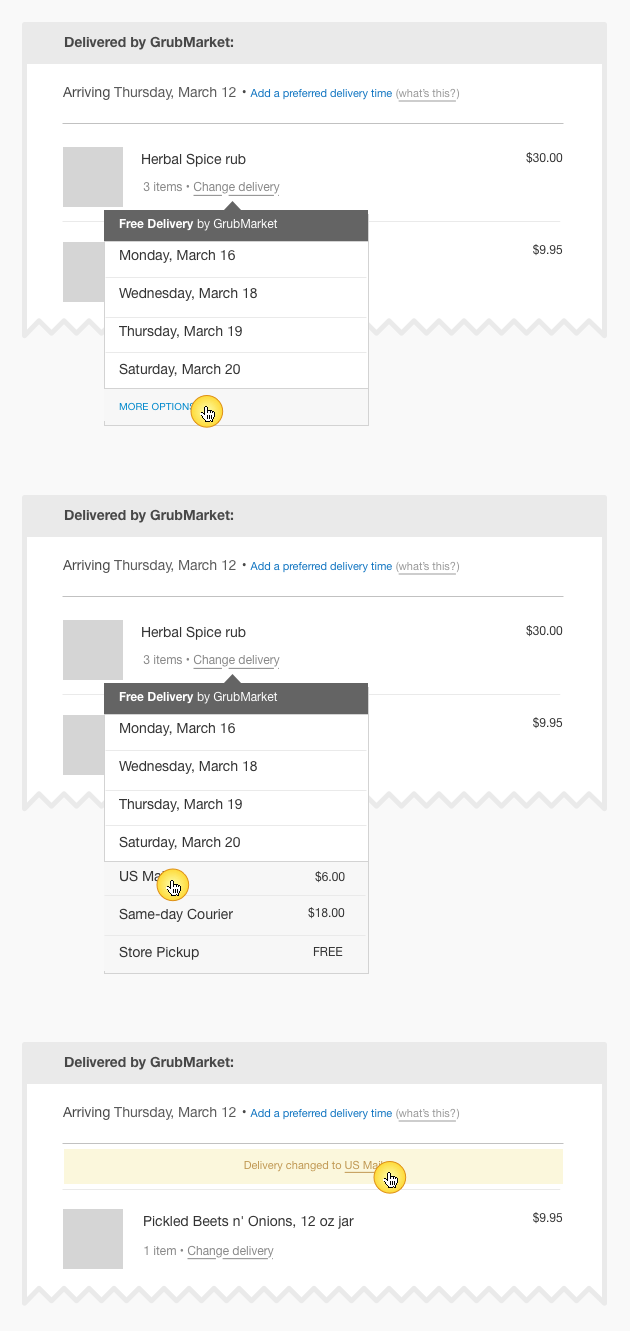 Delivered by GrubMarket:
Arriving Thursday, March 12 • Add a preferred delivery time (what's this?)
Herbal Spice rub $30.00
3 items • Change delivery
Free Delivery by GrubMarket
$9.95
Monday, March 16
Wednesday, March 18
Thursday, March 19
Saturday, March 20
MORE OPTIONS
Delivered by GrubMarket:
Arriving Thursday, March 12 • Add a preferred delivery time (what's this?)
Herbal Spice rub $30.00
3 items • Change delivery
Free Delivery by GrubMarket
$9.95
Monday, March 16
Wednesday, March 18
Thursday, March 19
Saturday, March 20
US Mail $6.00
Same-day Courier $18.00
Store Pickup FREE
Delivered by GrubMarket:
Arriving Thursday, March 12 • Add a preferred delivery time (what's this?)
Delivery changed to US Mail
Pickled Beets n' Onions, 12 oz jar $9.95
1 item • Change delivery